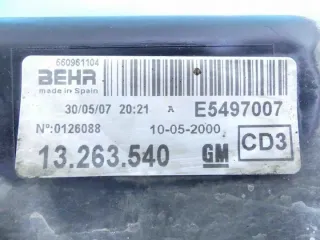 560951104
BEHR
made in Spain
30/05/07 20:21 A E5497007
Nº:0126088 10-05-2000
13.263.540 GM CD3